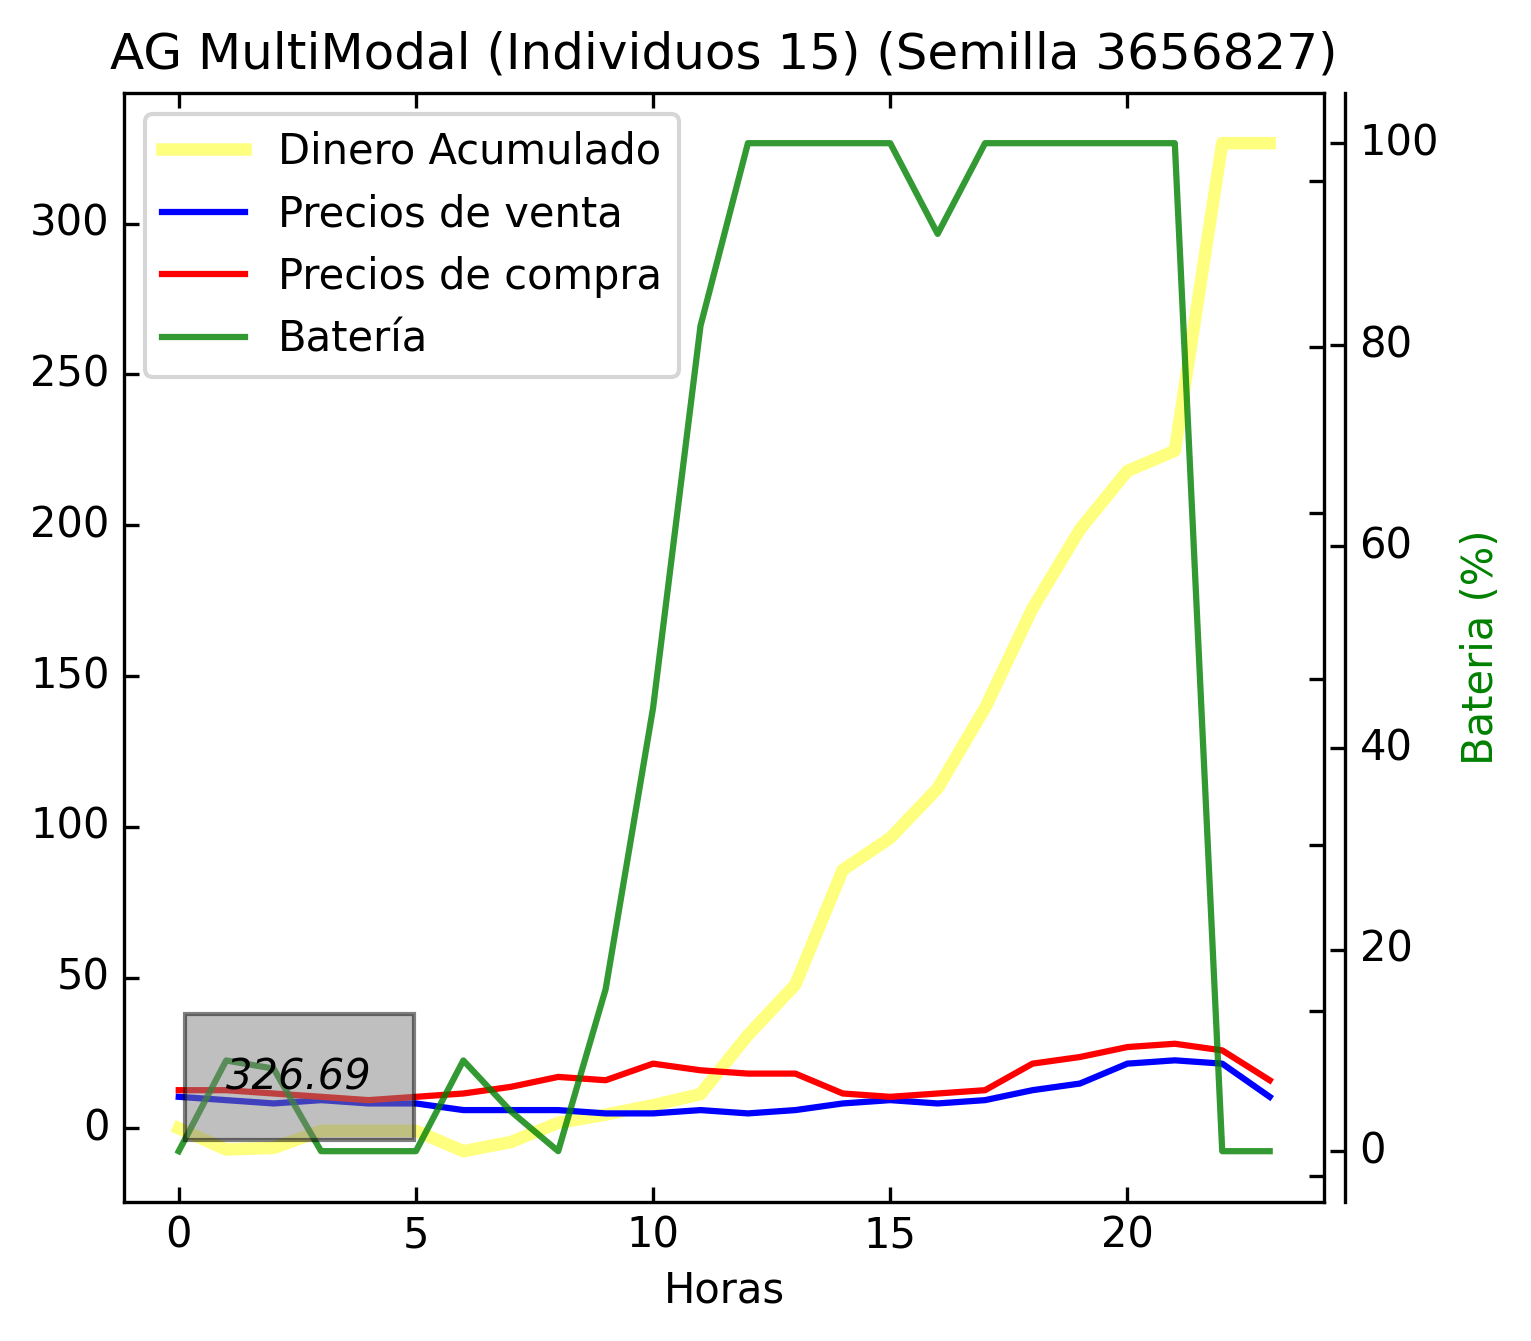 AG MultiModal (Individuos 15) (Semilla 3656827)
Dinero Acumulado
Precios de venta
Precios de compra
Batería
300
250
200
150
100
50
0
326.69
100
80
60
40
20
0
Bateria (%)
0 5 10 15 20
Horas